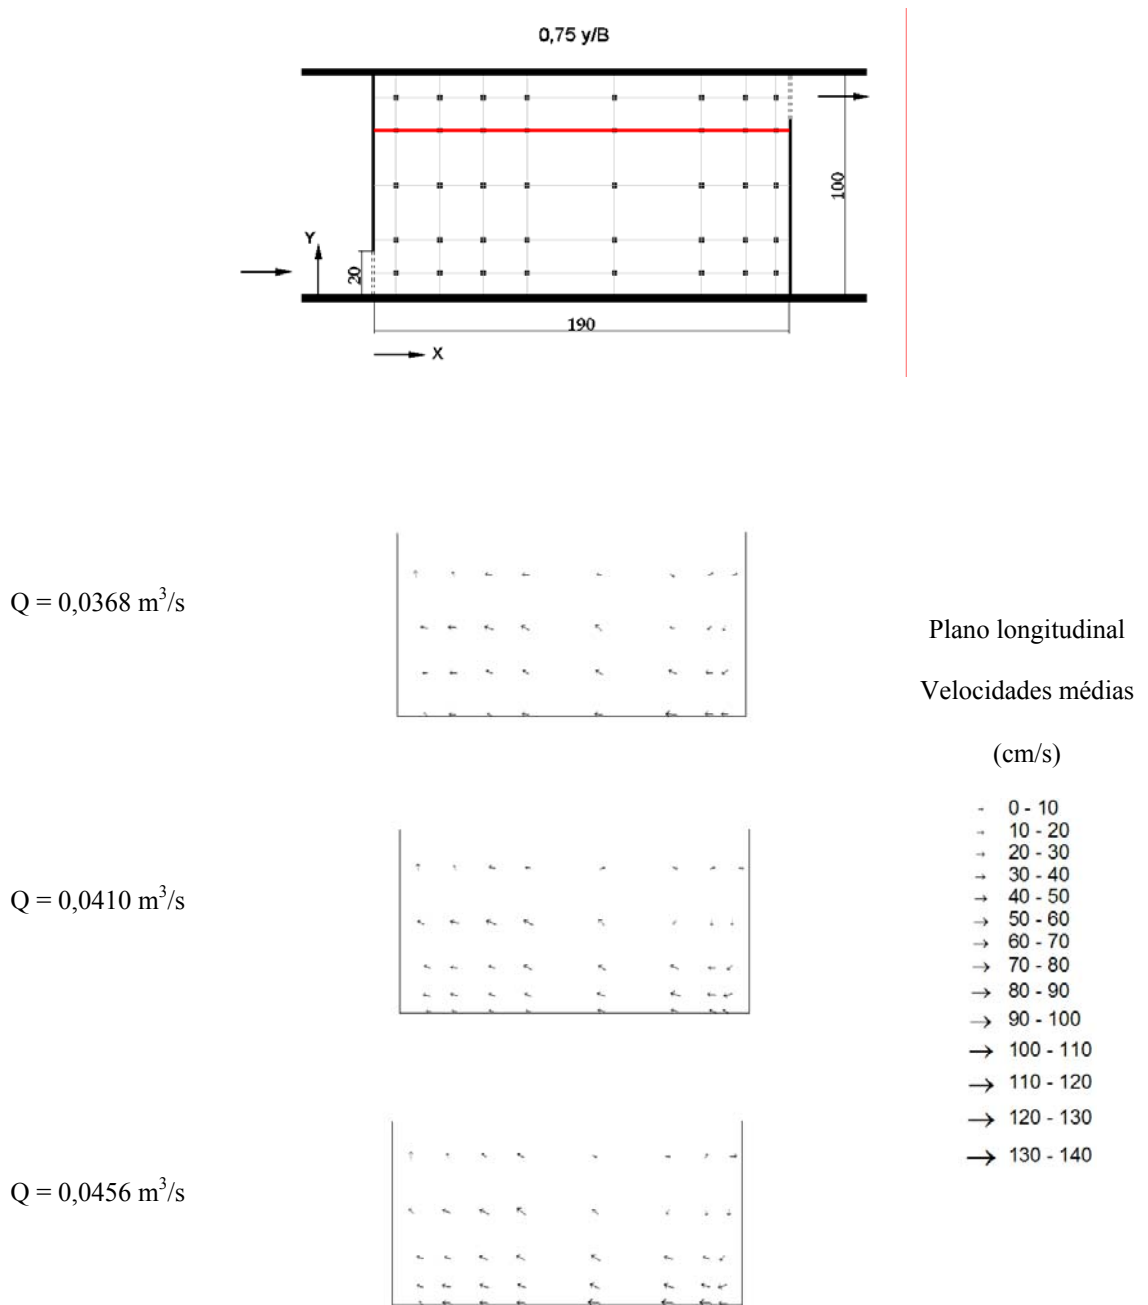 0,75 y/B
100
Y
20
190
X
Q = 0,0368 m³/s
Plano longitudinal
Velocidades médias
(cm/s)
0 - 10
10 - 20
20 - 30
30 - 40
40 - 50
50 - 60
60 - 70
70 - 80
80 - 90
90 - 100
100 - 110
110 - 120
120 - 130
130 - 140
Q = 0,0410 m³/s
Q = 0,0456 m³/s